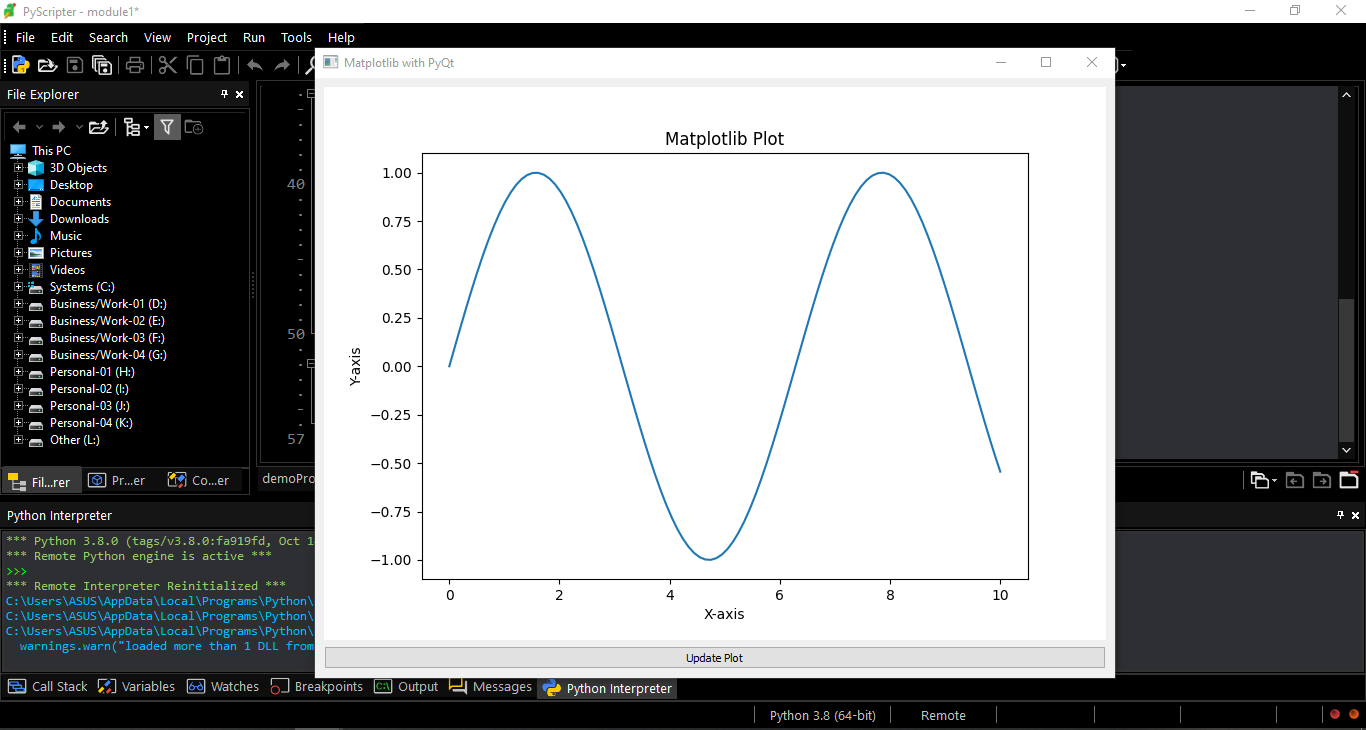 PyScripter - module1*
File Edit Search View Project Run Tools Help
Matplotlib with PyQt
File Explorer
This PC
3D Objects
Desktop
Documents
Downloads
Music
Pictures
Videos
Systems (C:)
Business/Work-01 (D:)
Business/Work-02 (E:)
Business/Work-03 (F:)
Business/Work-04 (G:)
Personal-01 (H:)
Personal-02 (I:)
Personal-03 (J:)
Personal-04 (K:)
Other (L:)
Fil...rer Pr...er Co...er
40
50
57
demoPro
Matplotlib Plot
1.00
0.75
0.50
0.25
0.00
−0.25
−0.50
−0.75
−1.00
Y-axis
0 2 4 6 8 10
X-axis
Update Plot
Python Interpreter
*** Python 3.8.0 (tags/v3.8.0:fa919fd, Oct 1
*** Remote Python engine is active ***
>>>
*** Remote Interpreter Reinitialized ***
C:\Users\ASUS\AppData\Local\Programs\Python\
C:\Users\ASUS\AppData\Local\Programs\Python\
C:\Users\ASUS\AppData\Local\Programs\Python\
warnings.warn("loaded more than 1 DLL from
Call Stack Variables Watches Breakpoints Output Messages Python Interpreter
Python 3.8 (64-bit) Remote